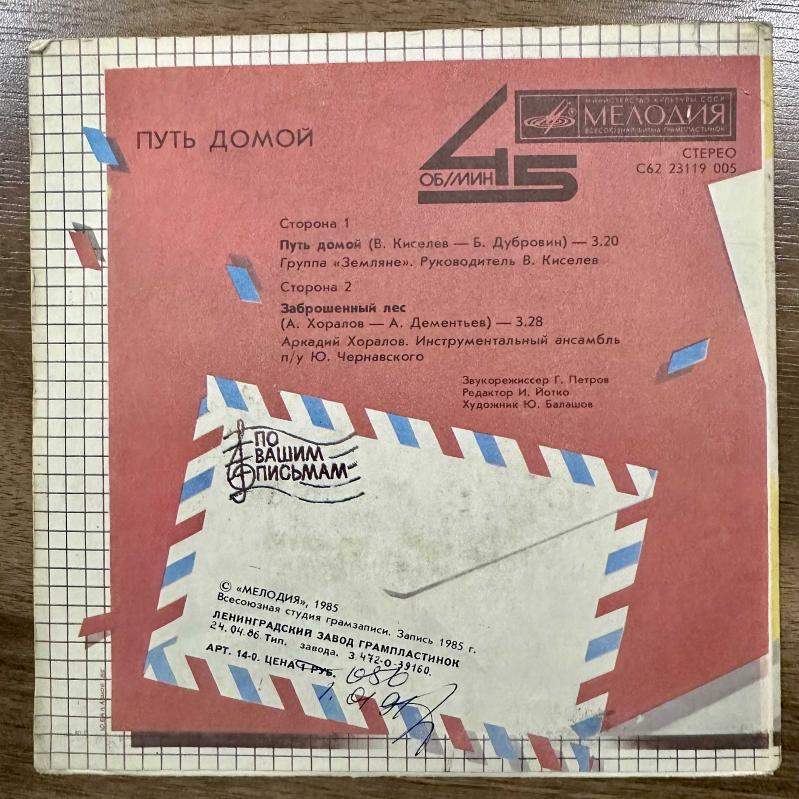 ПУТЬ ДОМОЙ
45
ОБ/МИН
МИНИСТЕРСТВО КУЛЬТУРЫ СССР
МЕЛОДИЯ
ВСЕСОЮЗНАЯ ФИРМА ГРАМПЛАСТИНОК
СТЕРЕО
С62 23119 005
Сторона 1
Путь домой (В. Киселев — Б. Дубровин) — 3.20
Группа «Земляне». Руководитель В. Киселев
Сторона 2
Заброшенный лес
(А. Хоралов — А. Дементьев) — 3.28
Аркадий Хоралов. Инструментальный ансамбль
п/у Ю. Чернавского
Звукорежиссер Г. Петров
Редактор И. Йотко
Художник Ю. Балашов
ПО
ВАШИМ
ПИСЬМАМ
© «МЕЛОДИЯ», 1985
Всесоюзная студия грамзаписи. Запись 1985 г.
ЛЕНИНГРАДСКИЙ ЗАВОД ГРАМПЛАСТИНОК
24.04.86. Тип. завода. З.472-О-39160.
АРТ. 14-0. ЦЕНА 1 РУБ.